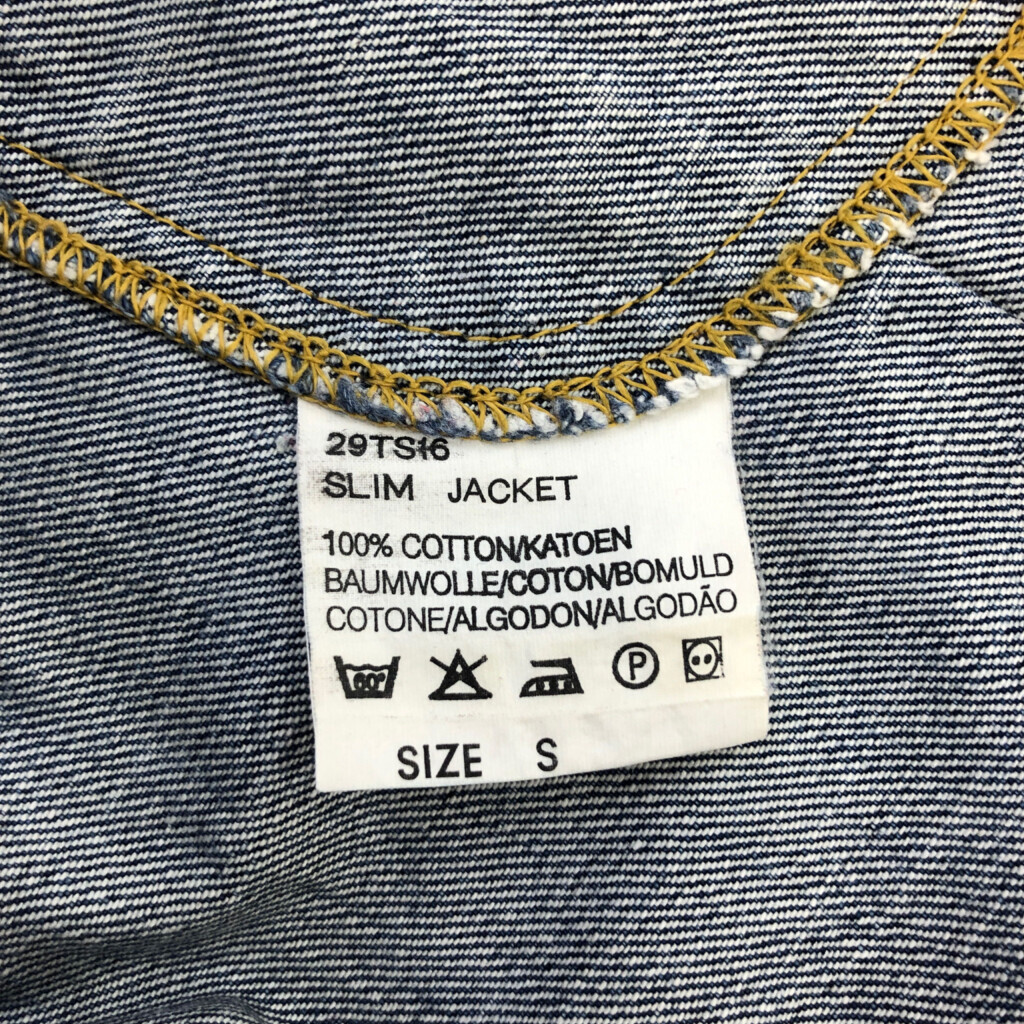 29TS16
SLIM JACKET
100% COTTON/KATOEN
BAUMWOLLE/COTON/BOMULD
COTONE/ALGODON/ALGODÃO
60° P
SIZE S